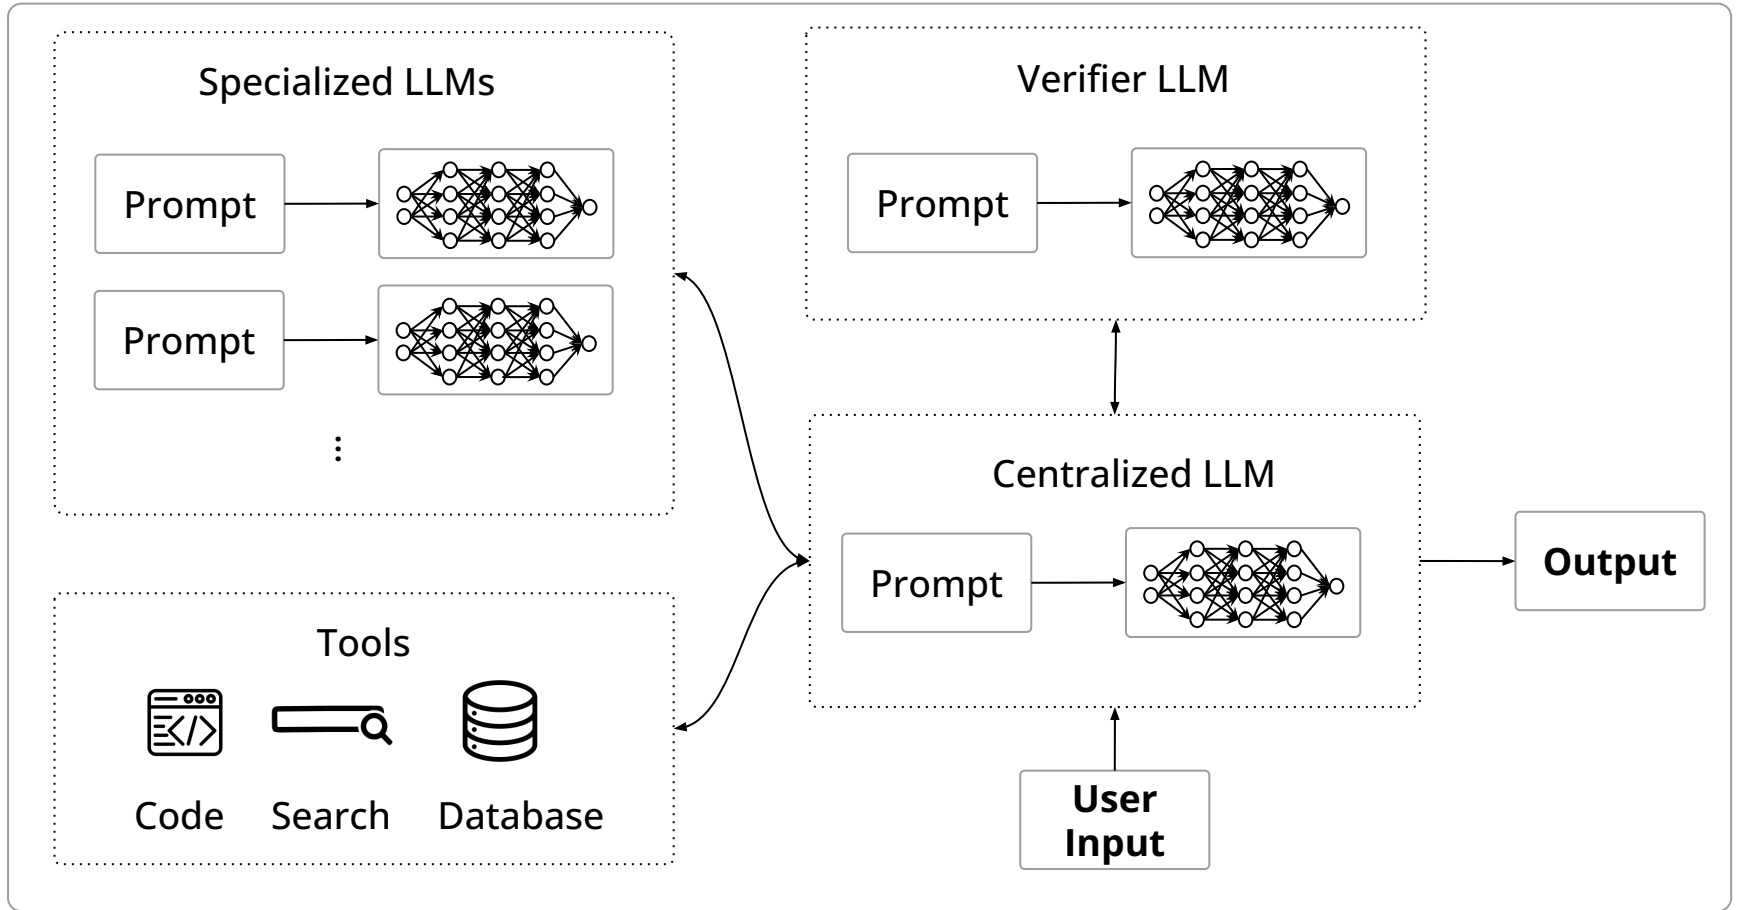 Specialized LLMs
Prompt
Prompt
⋮
Tools
Code Search Database
Verifier LLM
Prompt
Centralized LLM
Prompt
Output
User
Input